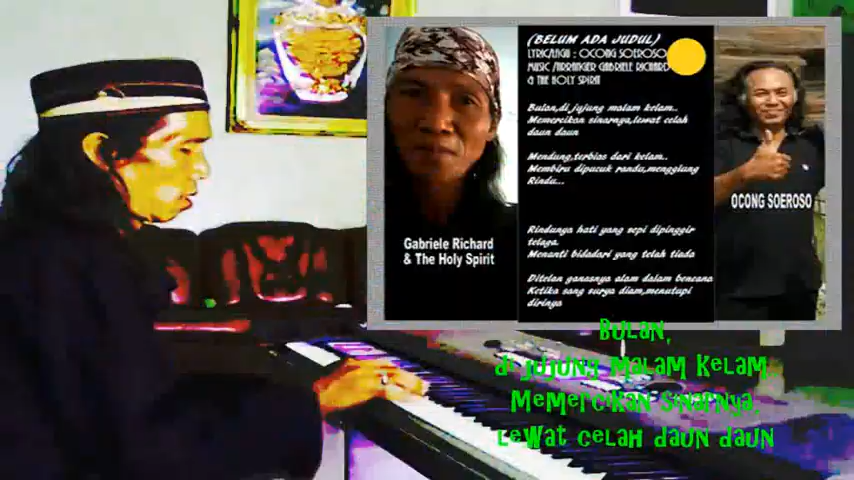 (BELUM ADA JUDUL)
LYRIC/LAGU : OCONG SOEROSO
MUSIC/ARRANGER GABRIELE RICHARD
& THE HOLY SPIRIT
Bulan,di jujung malam kelam..
Memercikan sinarnya,lewat celah
daun daun
Mendung,terbias dari kelam..
Membiru dipucuk randu,menggiung
Rindu...
Rindunya hati yang sepi dipinggir
telaga.
Menanti bidadari yang telah tiada
Ditelan ganasnya alam dalam bencana
Ketika sang surya diam,menutupi
dirinya
Gabriele Richard
& The Holy Spirit
OCONG SOEROSO
Bulan,
di jujung malam kelam.
Memercikan sinarnya.
Lewat celah daun daun